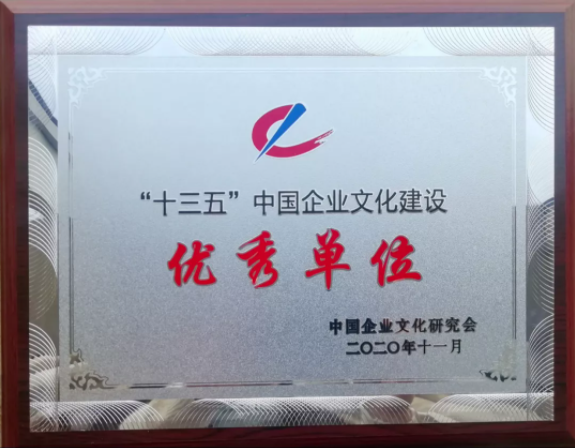 “十三五”中国企业文化建设
优秀单位
中国企业文化研究会
二〇二〇年十一月